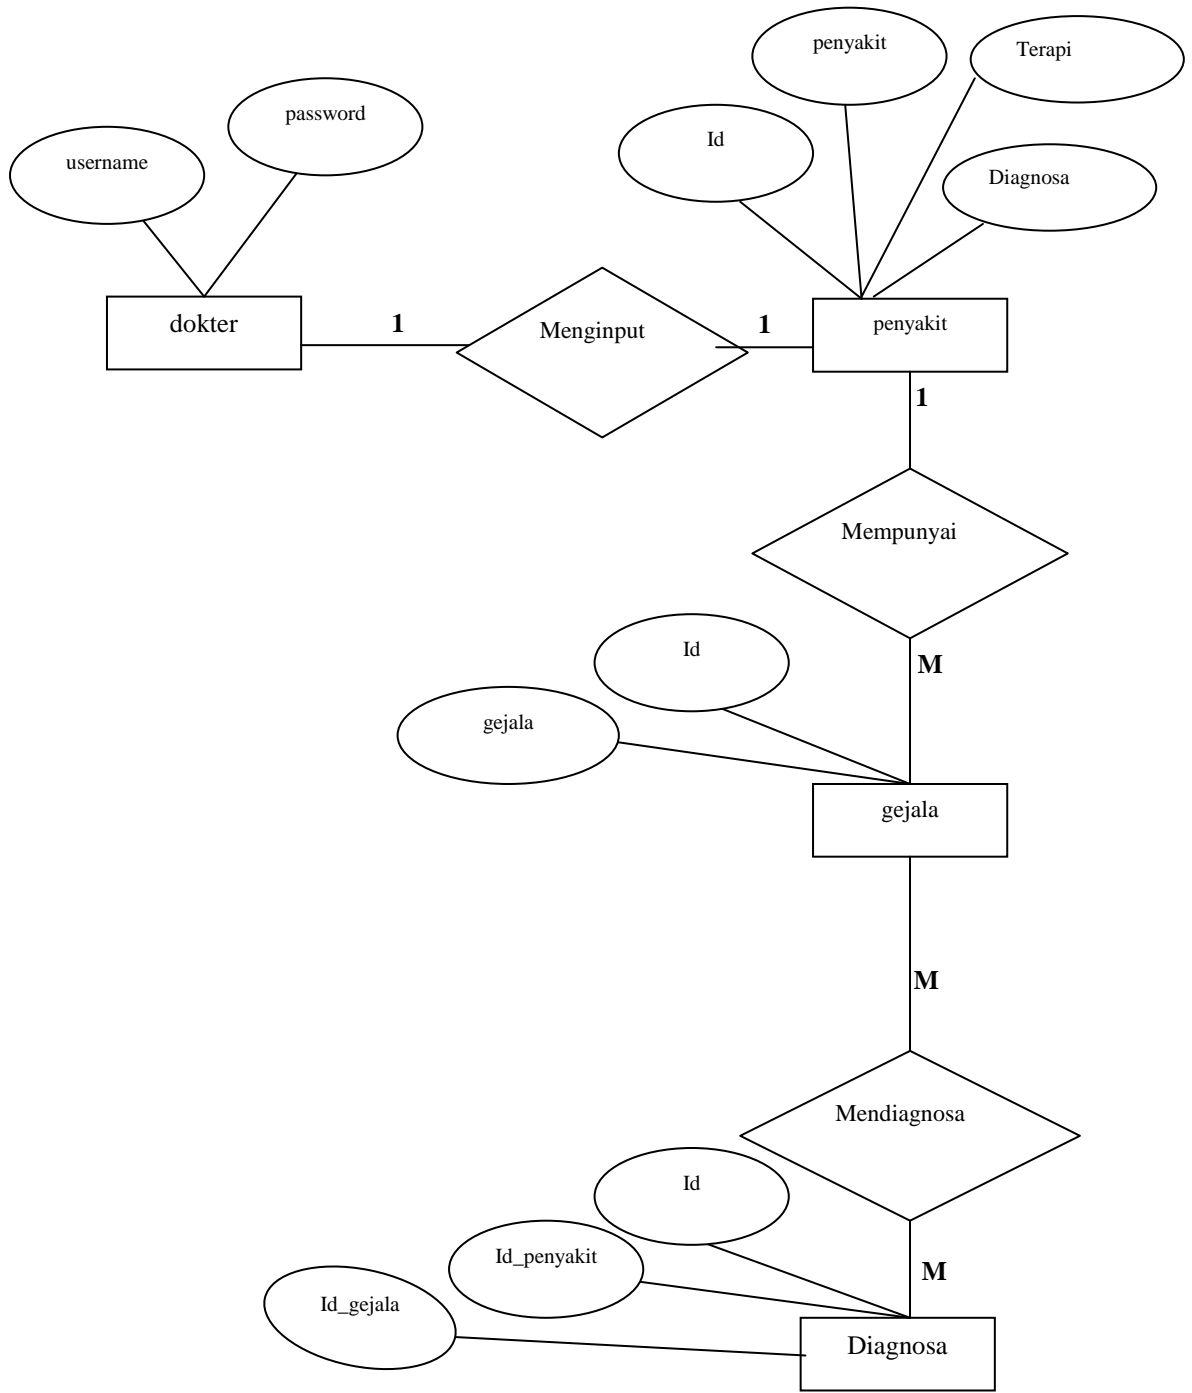 penyakit
Terapi
password
Id
username
Diagnosa
dokter
1
Menginput
1
penyakit
1
Mempunyai
Id
M
gejala
gejala
M
Mendiagnosa
Id
Id_penyakit
M
Id_gejala
Diagnosa